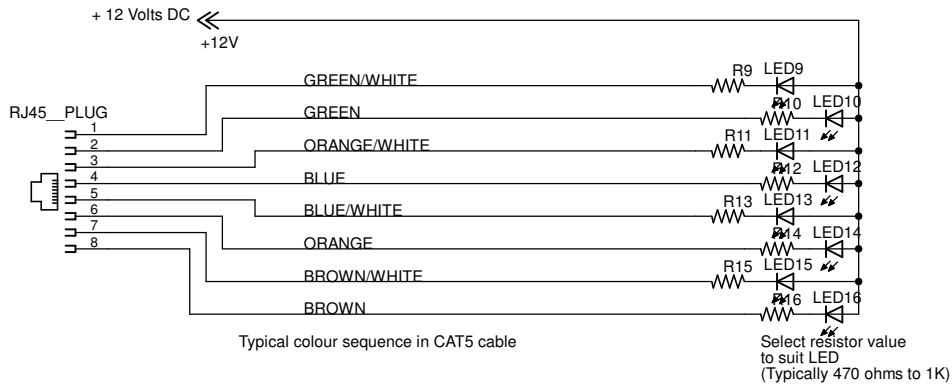 + 12 Volts DC
+12V
RJ45__PLUG
1
2
3
4
5
6
7
8
GREEN/WHITE
GREEN
ORANGE/WHITE
BLUE
BLUE/WHITE
ORANGE
BROWN/WHITE
BROWN
R9 LED9
R10 LED10
R11 LED11
R12 LED12
R13 LED13
R14 LED14
R15 LED15
R16 LED16
Typical colour sequence in CAT5 cable
Select resistor value
to suit LED
(Typically 470 ohms to 1K)